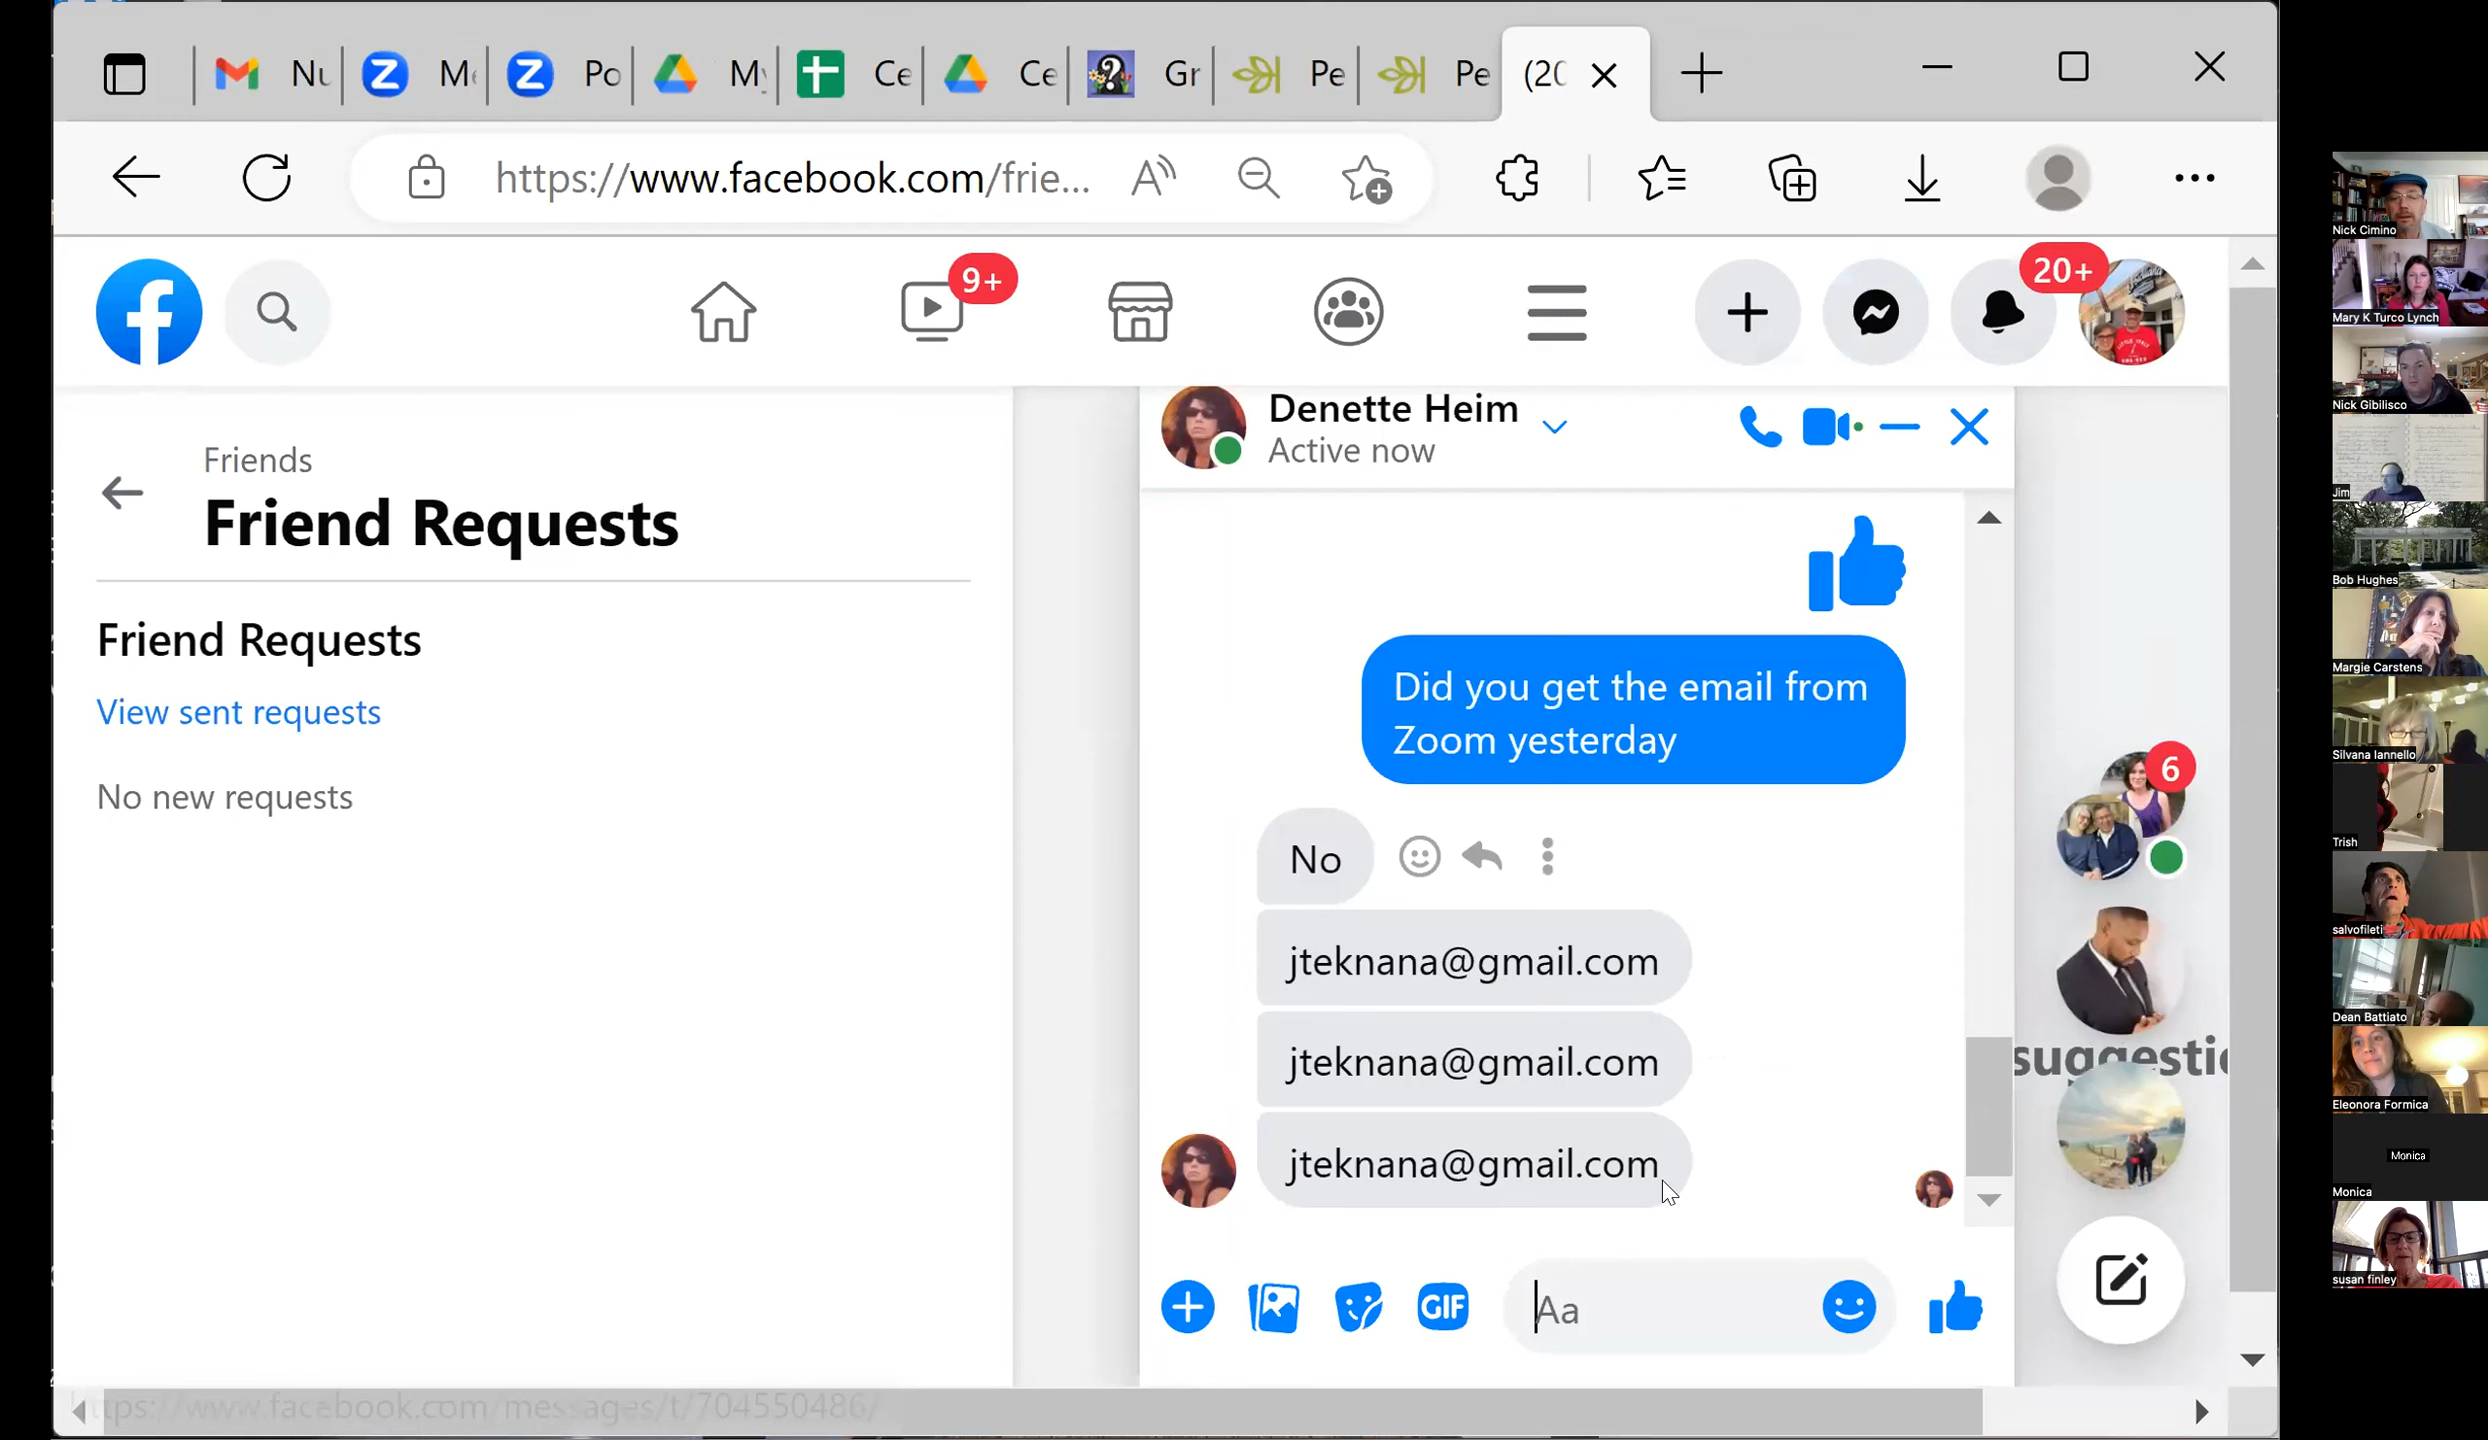 Nu
Me
Po
My
Ce
Ce
Gr
Pe
Pe
(20
https://www.facebook.com/frie...
9+
20+
Friends
Friend Requests
Friend Requests
View sent requests
No new requests
Denette Heim
Active now
Did you get the email from
Zoom yesterday
No
jteknana@gmail.com
jteknana@gmail.com
jteknana@gmail.com
GIF
Aa
6
suggestic
https://www.facebook.com/messages/t/704550486/
Nick Cimino
Mary K Turco Lynch
Nick Gibilisco
Jim
Bob Hughes
Margie Carstens
Silvana Iannello
Trish
salvofileti
Dean Battiato
Eleonora Formica
Monica
Monica
susan finley